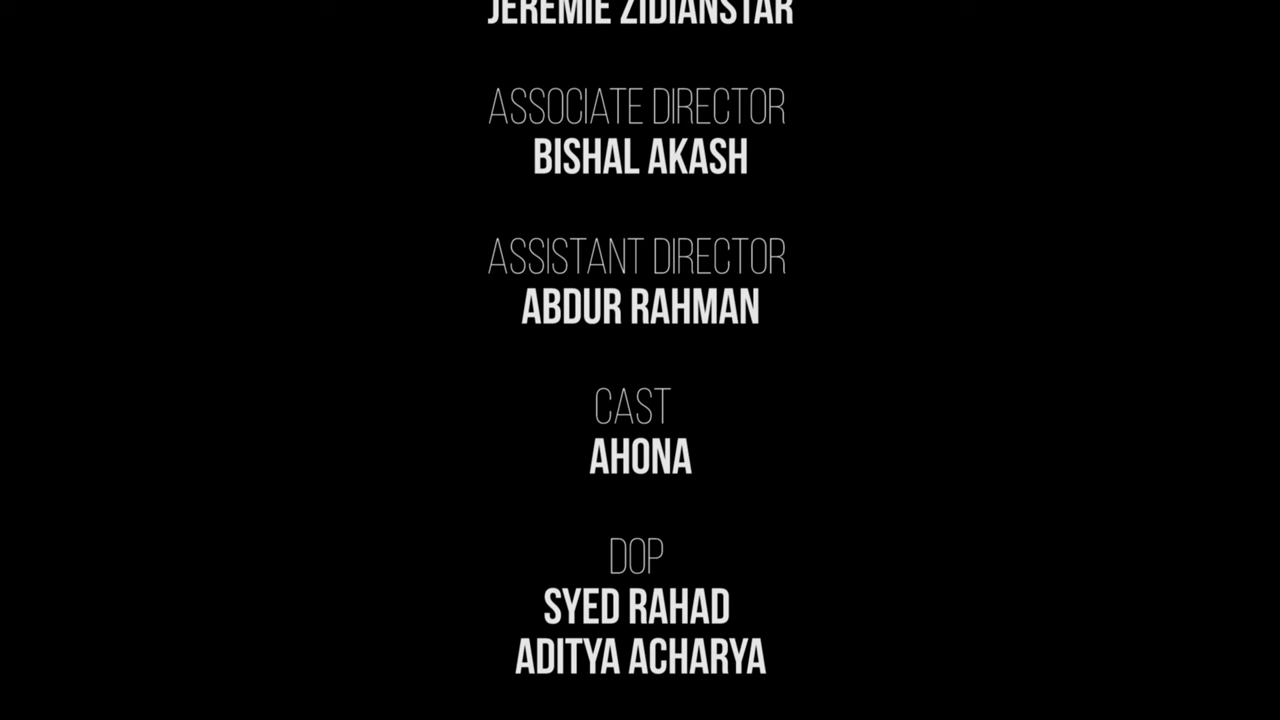 JEREMIE ZIDIANSTAR
ASSOCIATE DIRECTOR
BISHAL AKASH
ASSISTANT DIRECTOR
ABDUR RAHMAN
CAST
AHONA
DOP
SYED RAHAD
ADITYA ACHARYA